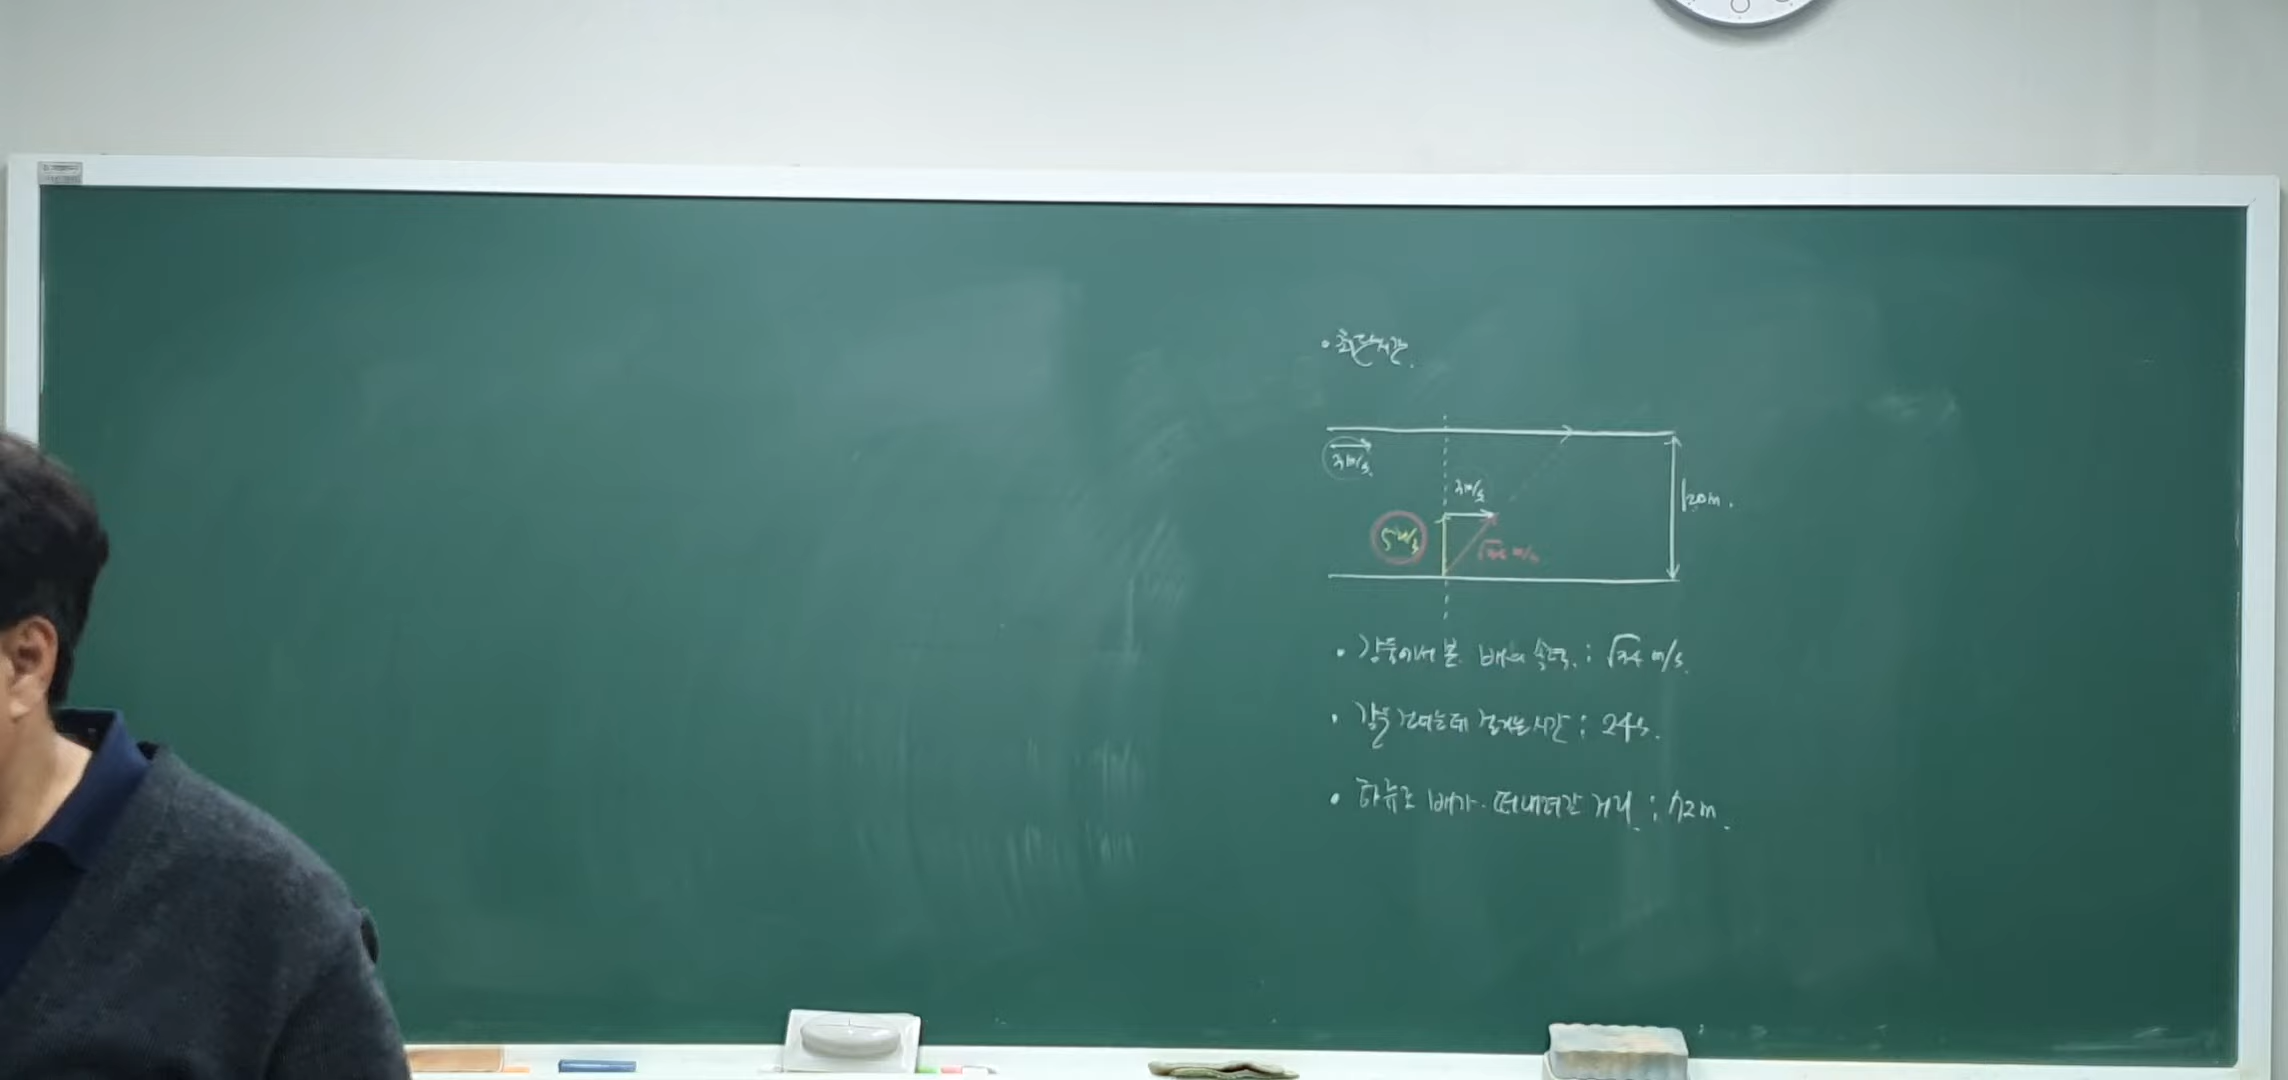 • 최단시간.
3m/s.
3m/s
120m.
5m/s
√34 m/s
• 강둑에서 본 배의 속력. : √34 m/s.
• 강을 건너는데 걸리는 시간 : 24s.
• 하류로 배가 떠내려간 거리. : 72m.